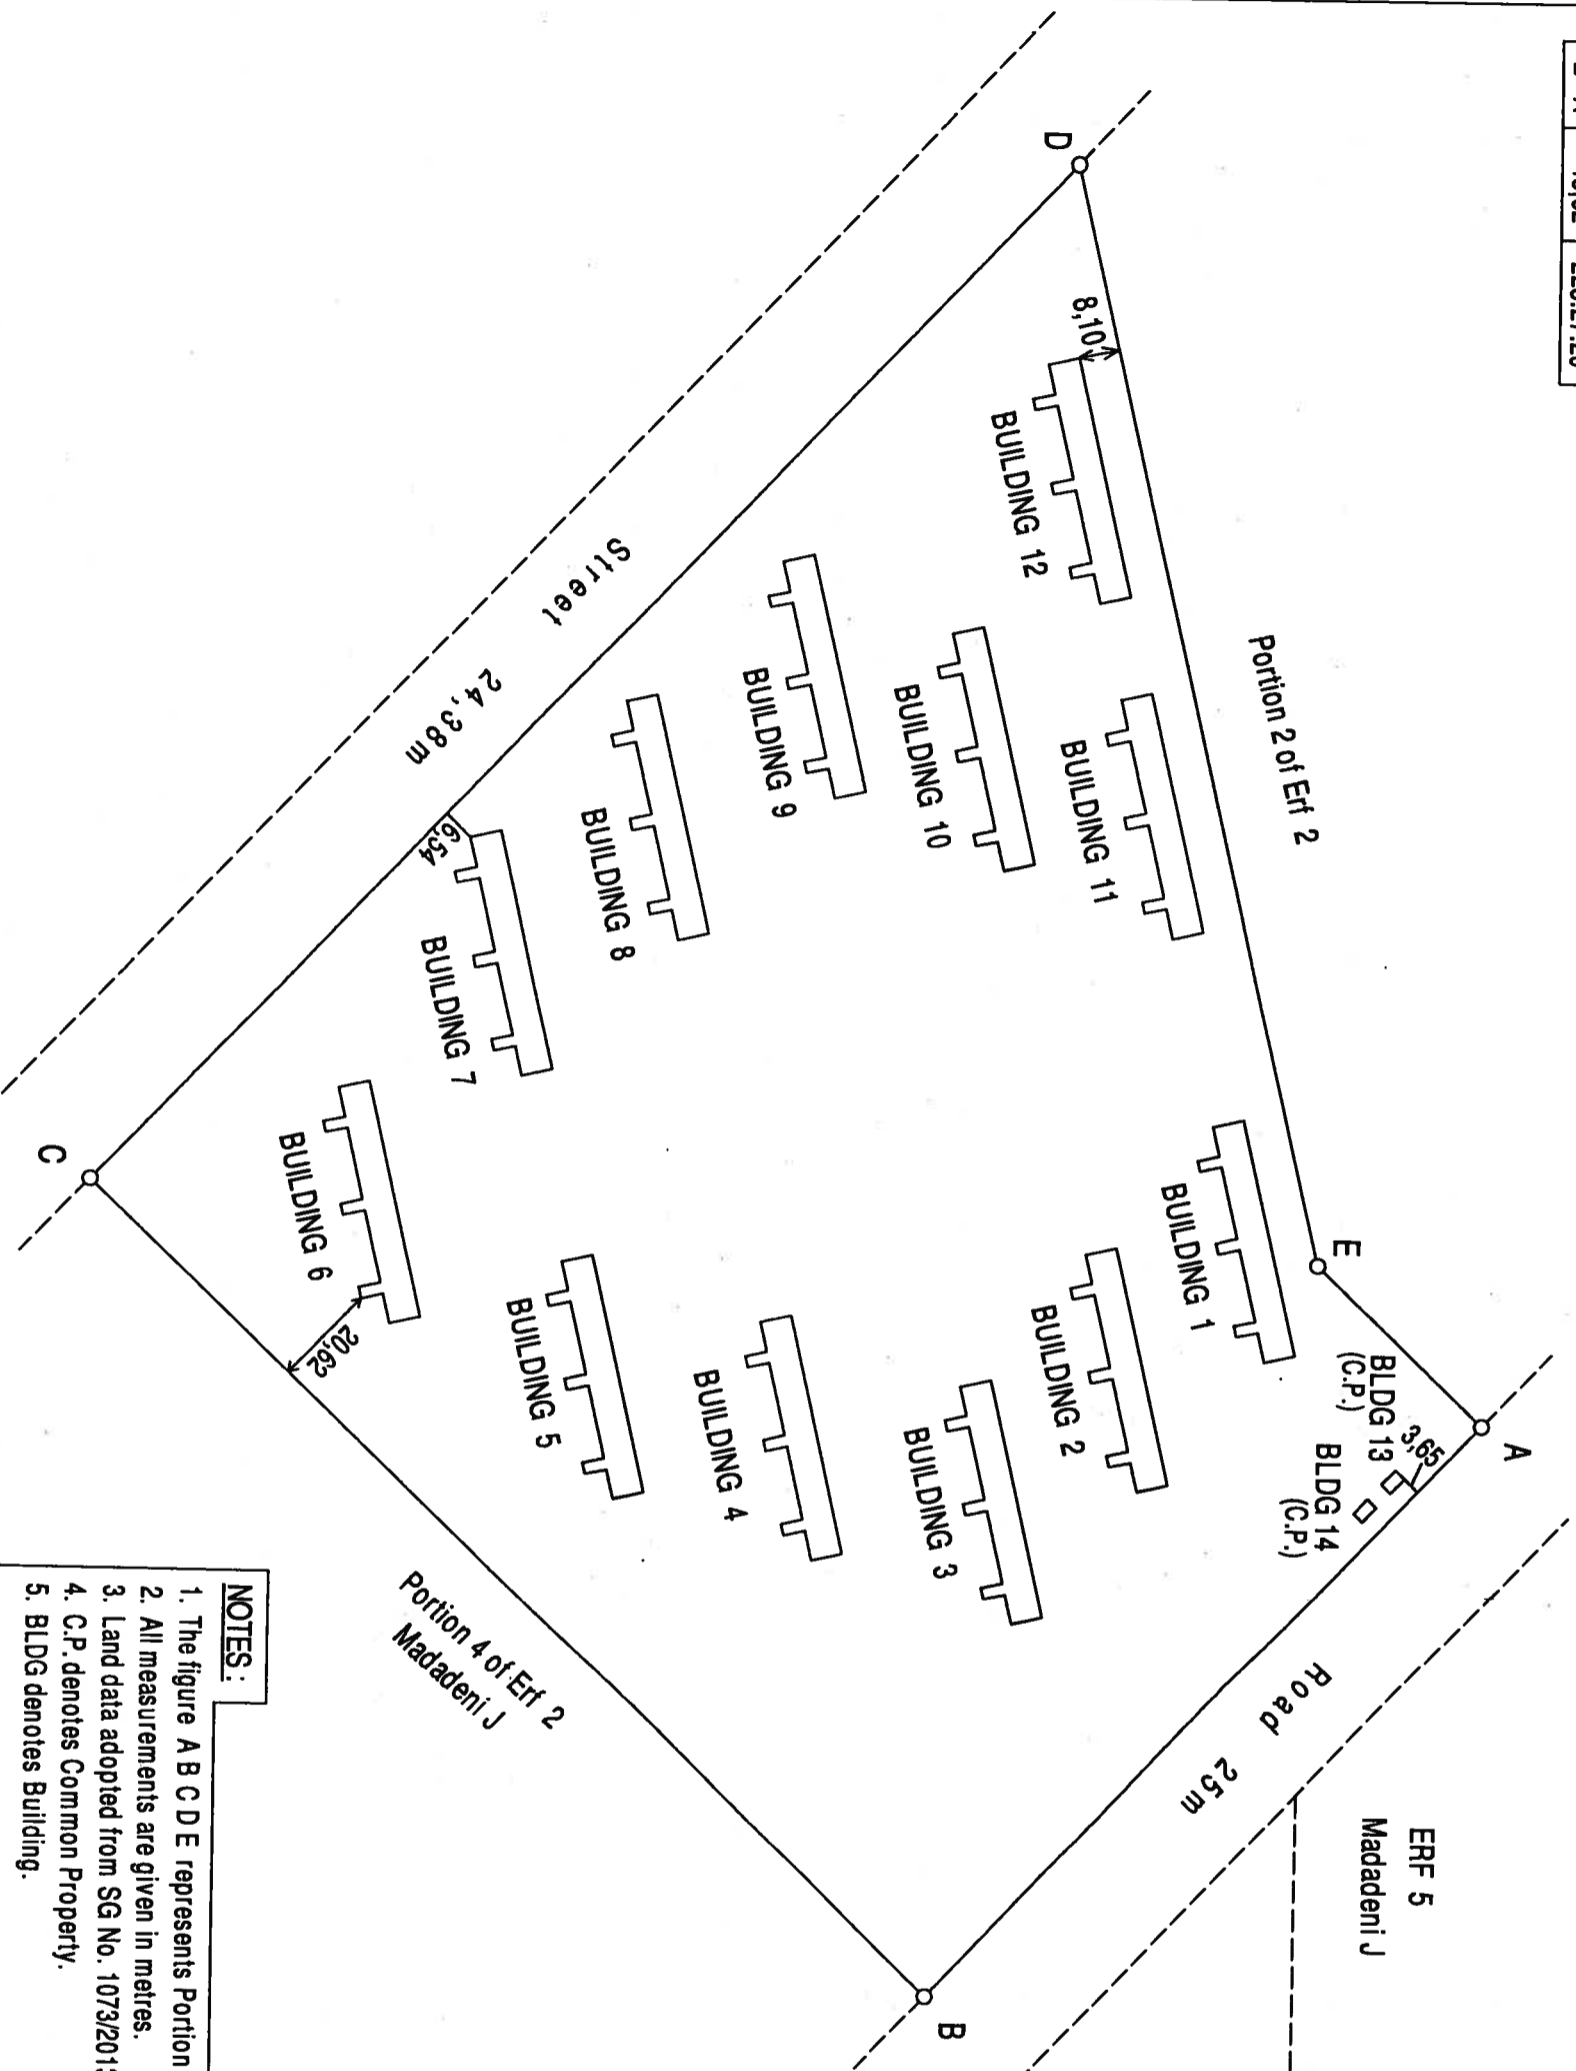 D
8,10
BUILDING 12
Portion 2 of Erf 2
BUILDING 11
BUILDING 10
BUILDING 9
BUILDING 8
BUILDING 7
Street
24,38m
6,54
E
A
BLDG 13
(C.P.)
3,65
BLDG 14
(C.P.)
BUILDING 1
BUILDING 2
BUILDING 3
BUILDING 4
BUILDING 5
BUILDING 6
20,62
C
Road
25m
ERF 5
Madadeni J
Portion 4 of Erf 2
Madadeni J
B
NOTES :
1. The figure A B C D E represents Portion
2. All measurements are given in metres.
3. Land data adopted from SG No. 1073/201
4. C.P. denotes Common Property.
5. BLDG denotes Building.